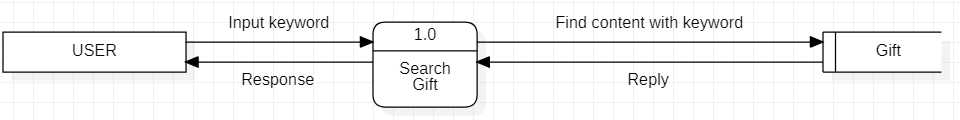 Input keyword
1.0
Find content with keyword
USER
Gift
Search
Gift
Response
Reply